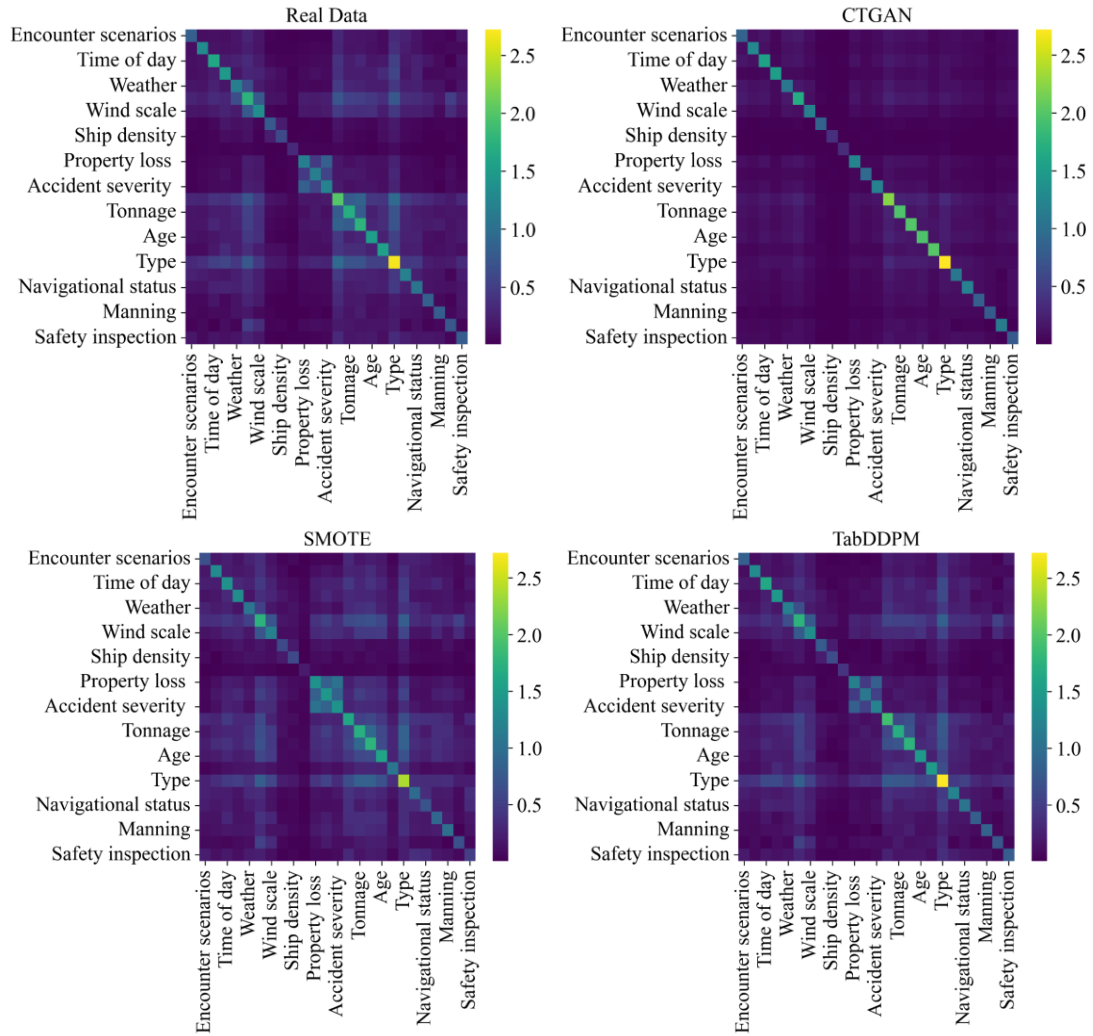 Real Data
Encounter scenarios
Time of day
Weather
Wind scale
Ship density
Property loss
Accident severity
Tonnage
Age
Type
Navigational status
Manning
Safety inspection
2.5
2.0
1.5
1.0
0.5
Encounter scenarios
Time of day
Weather
Wind scale
Ship density
Property loss
Accident severity
Tonnage
Age
Type
Navigational status
Manning
Safety inspection
CTGAN
Encounter scenarios
Time of day
Weather
Wind scale
Ship density
Property loss
Accident severity
Tonnage
Age
Type
Navigational status
Manning
Safety inspection
2.5
2.0
1.5
1.0
0.5
Encounter scenarios
Time of day
Weather
Wind scale
Ship density
Property loss
Accident severity
Tonnage
Age
Type
Navigational status
Manning
Safety inspection
SMOTE
Encounter scenarios
Time of day
Weather
Wind scale
Ship density
Property loss
Accident severity
Tonnage
Age
Type
Navigational status
Manning
Safety inspection
2.5
2.0
1.5
1.0
0.5
Encounter scenarios
Time of day
Weather
Wind scale
Ship density
Property loss
Accident severity
Tonnage
Age
Type
Navigational status
Manning
Safety inspection
TabDDPM
Encounter scenarios
Time of day
Weather
Wind scale
Ship density
Property loss
Accident severity
Tonnage
Age
Type
Navigational status
Manning
Safety inspection
2.5
2.0
1.5
1.0
0.5
Encounter scenarios
Time of day
Weather
Wind scale
Ship density
Property loss
Accident severity
Tonnage
Age
Type
Navigational status
Manning
Safety inspection